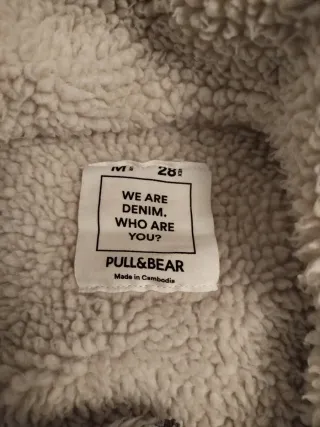 M 28
WE ARE
DENIM.
WHO ARE
YOU?
PULL&BEAR
Made in Cambodia